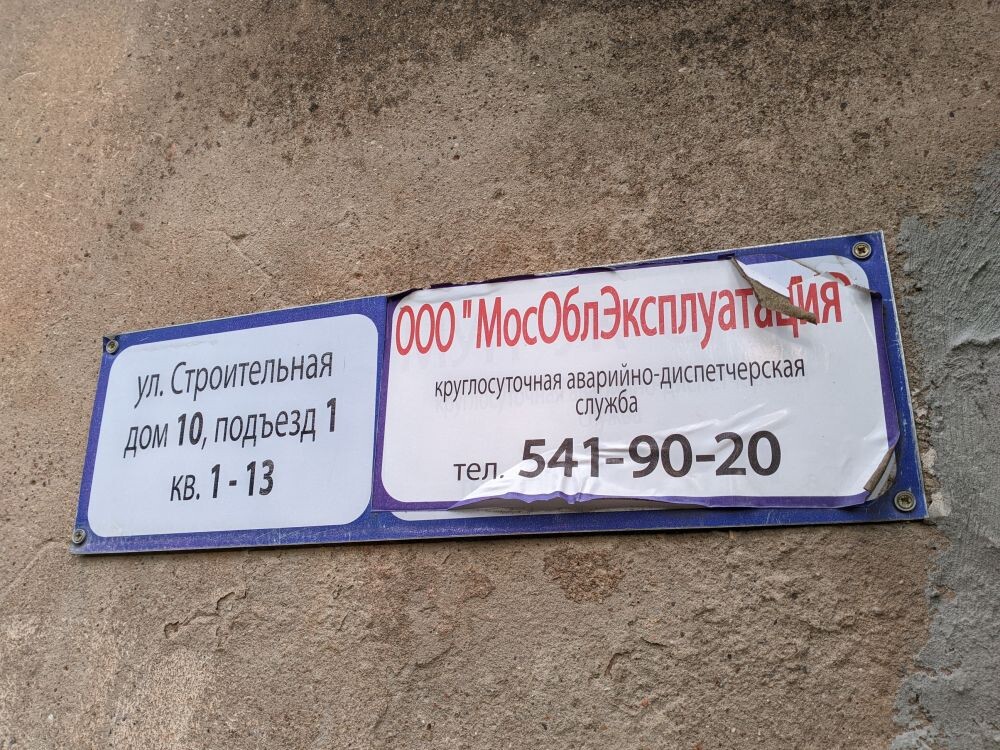 ул. Строительная
дом 10, подъезд 1
кв. 1 - 13
ООО "МосОблЭксплуатация"
круглосуточная аварийно-диспетчерская
служба
тел. 541-90-20